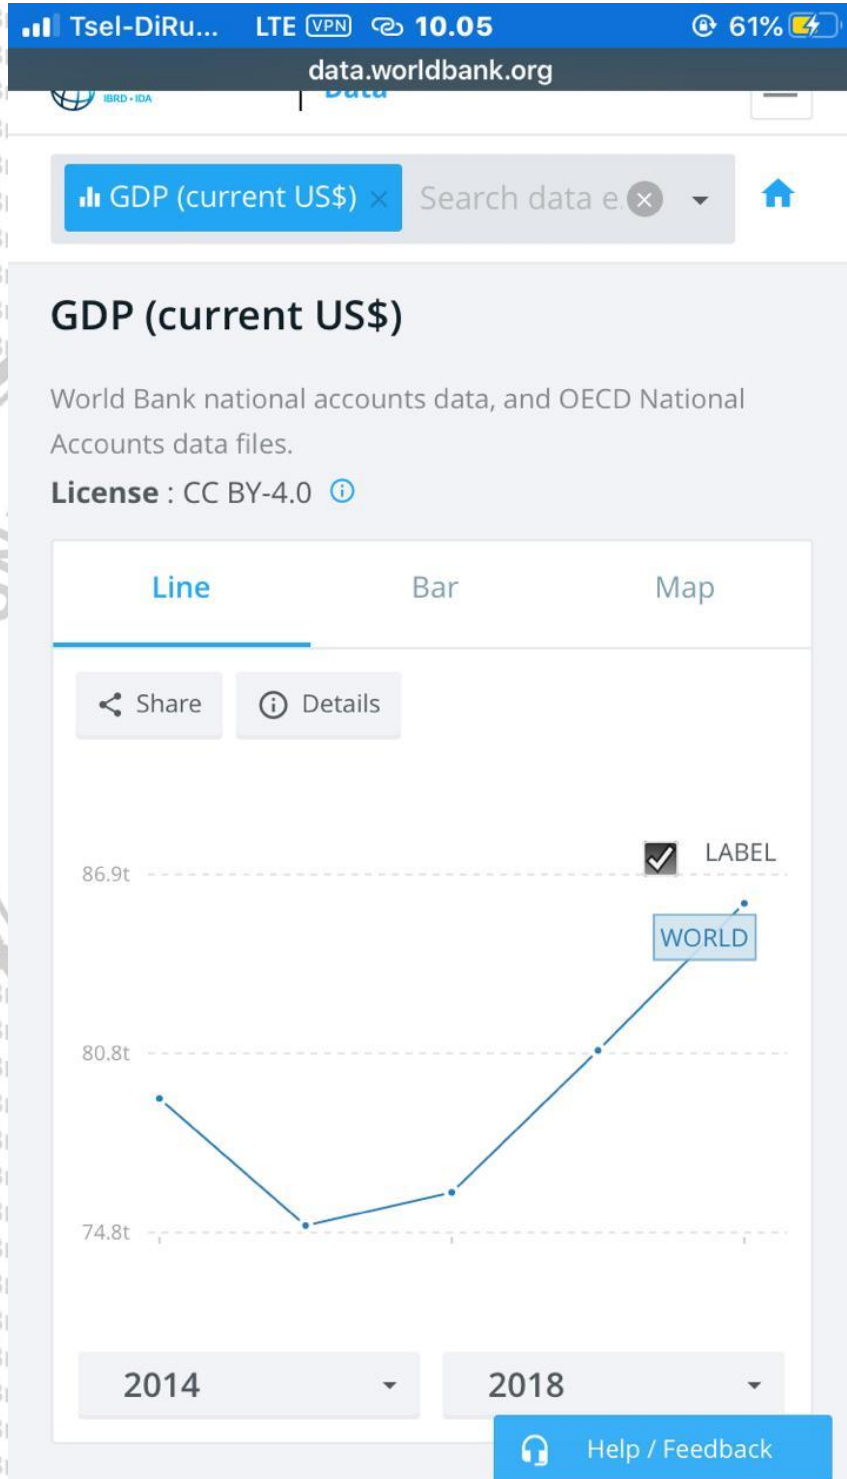 Tsel-DiRu... LTE VPN 10.05 61%
data.worldbank.org
IBRD • IDA Data
GDP (current US$) × Search data e
GDP (current US$)
World Bank national accounts data, and OECD National
Accounts data files.
License : CC BY-4.0
Line Bar Map
Share Details
LABEL
86.9t
WORLD
80.8t
74.8t
2014 2018
Help / Feedback